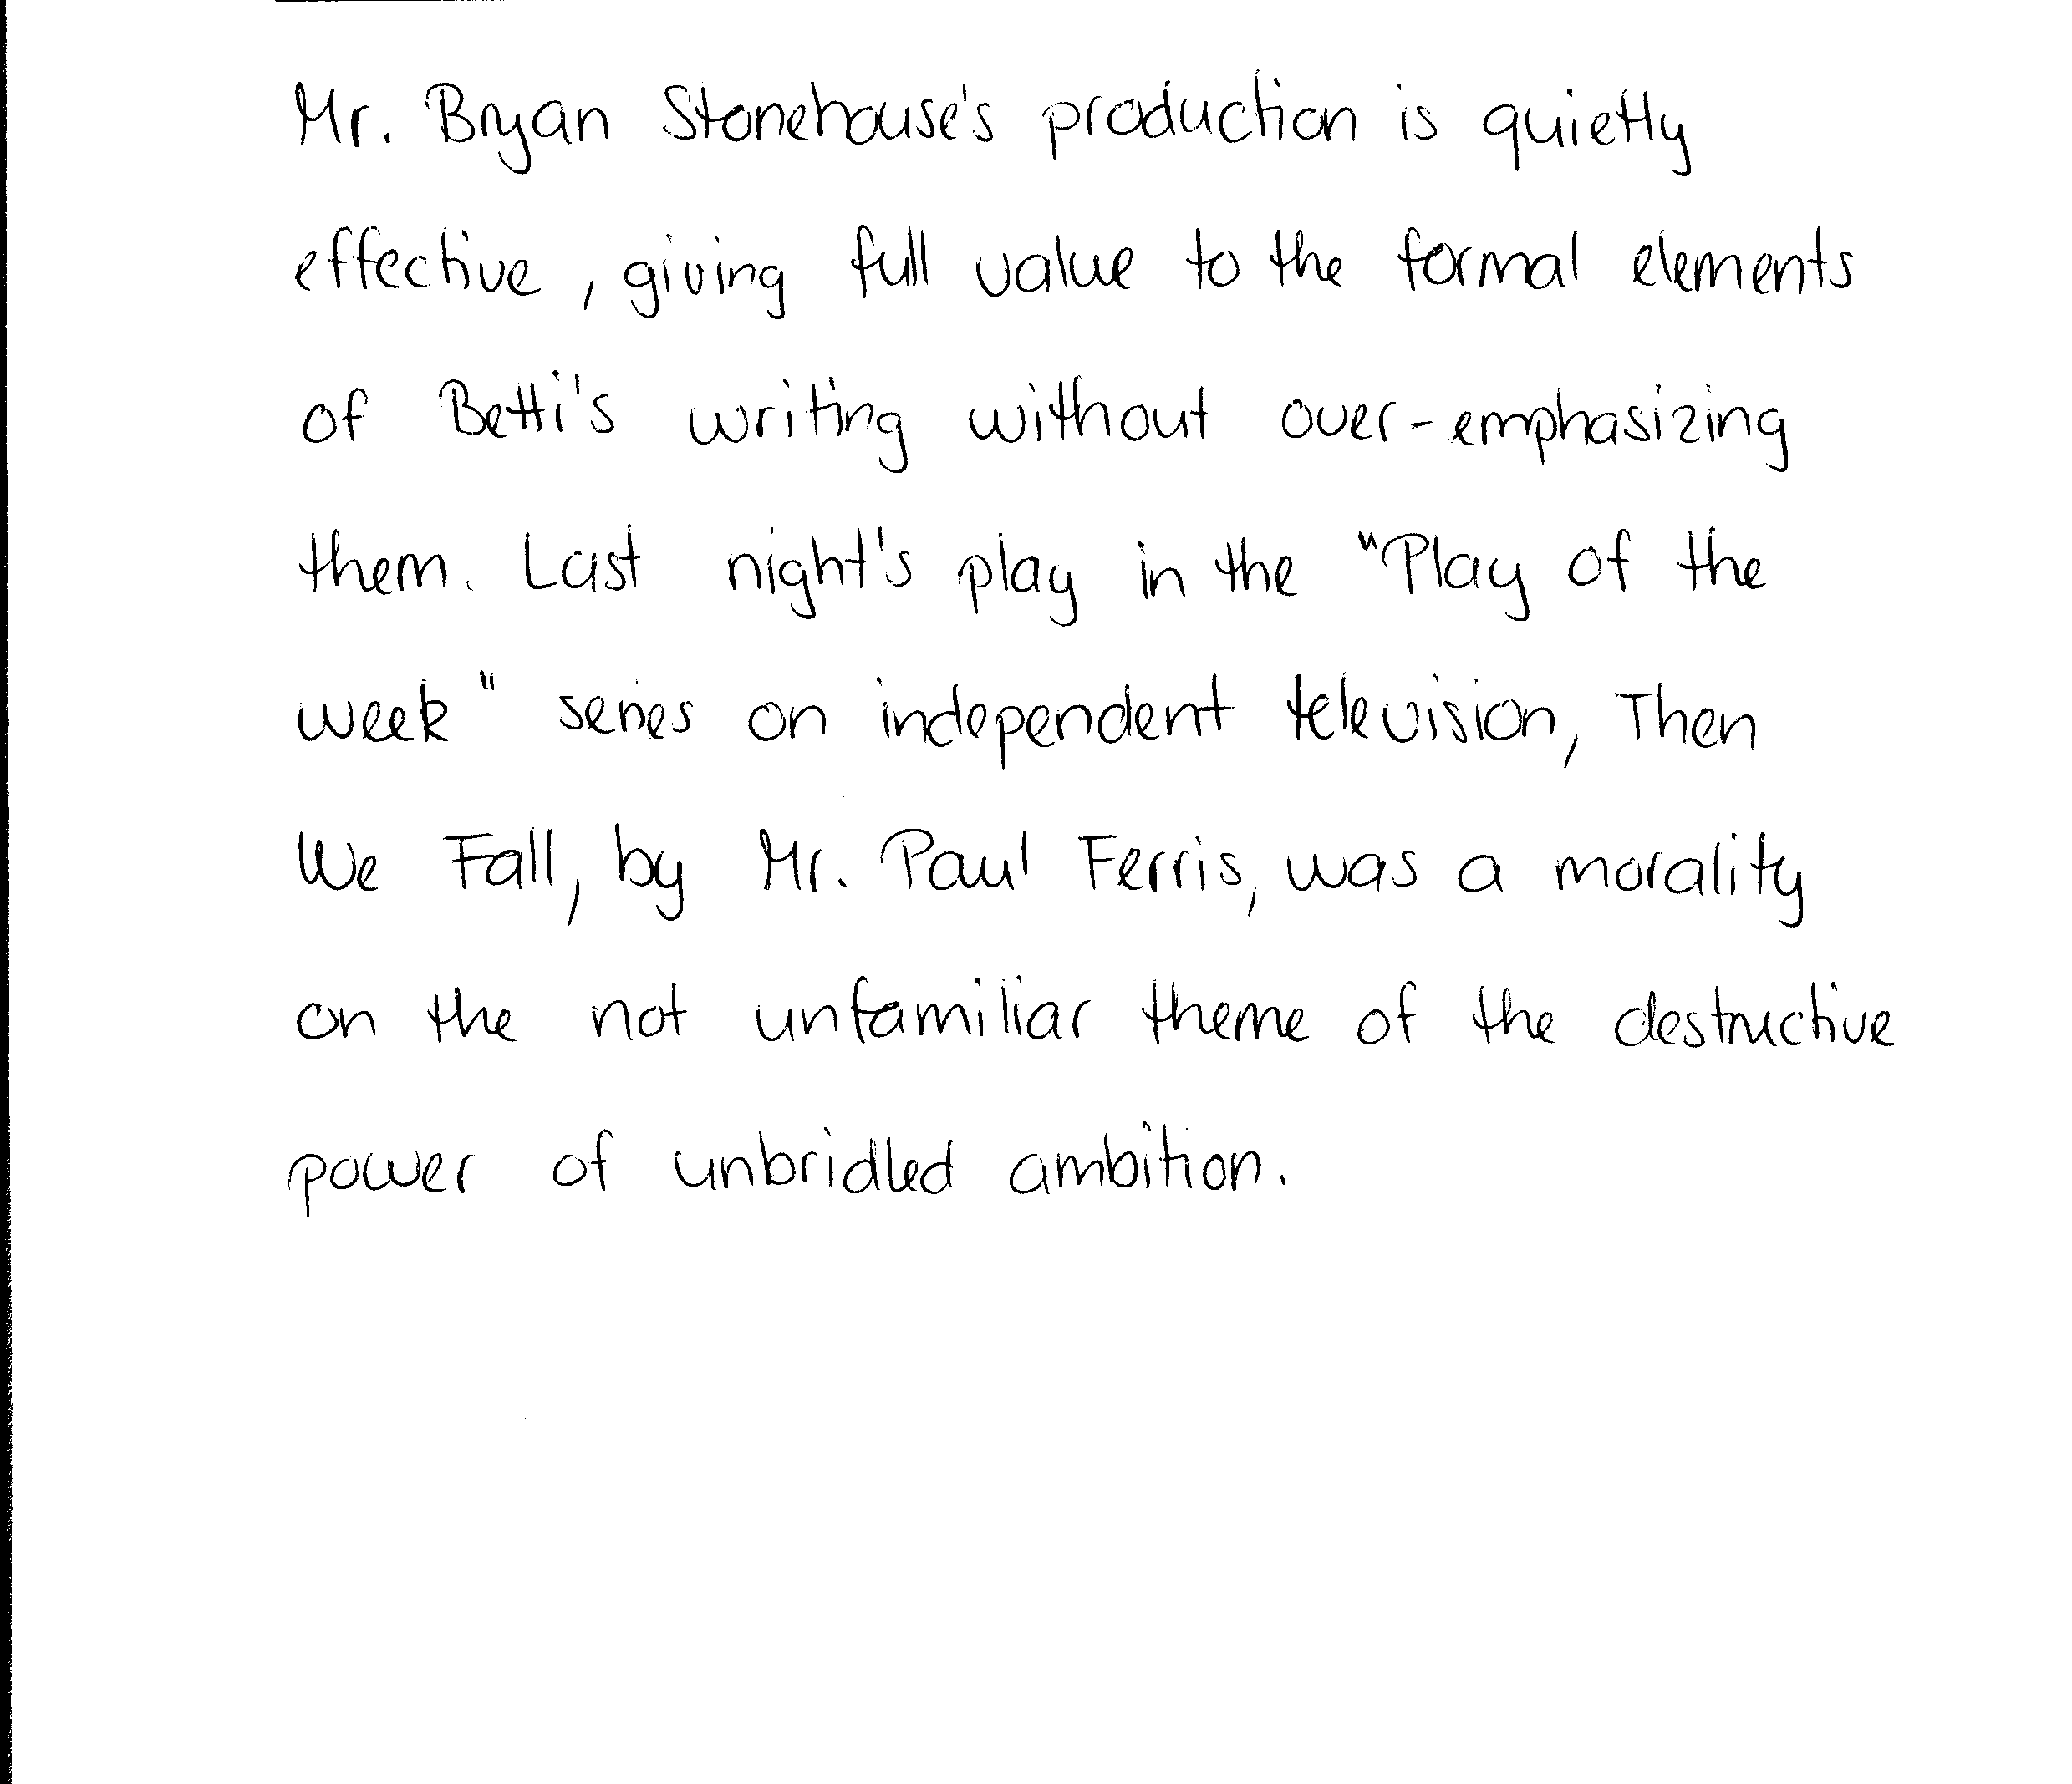 Mr. Bryan Stonehouse's production is quietly
effective, giving full value to the formal elements
of Betti's writing without over-emphasizing
them. Last night's play in the "Play of the
week" series on independent television, Then
We Fall, by Mr. Paul Ferris, was a morality
on the not unfamiliar theme of the destructive
power of unbridled ambition.